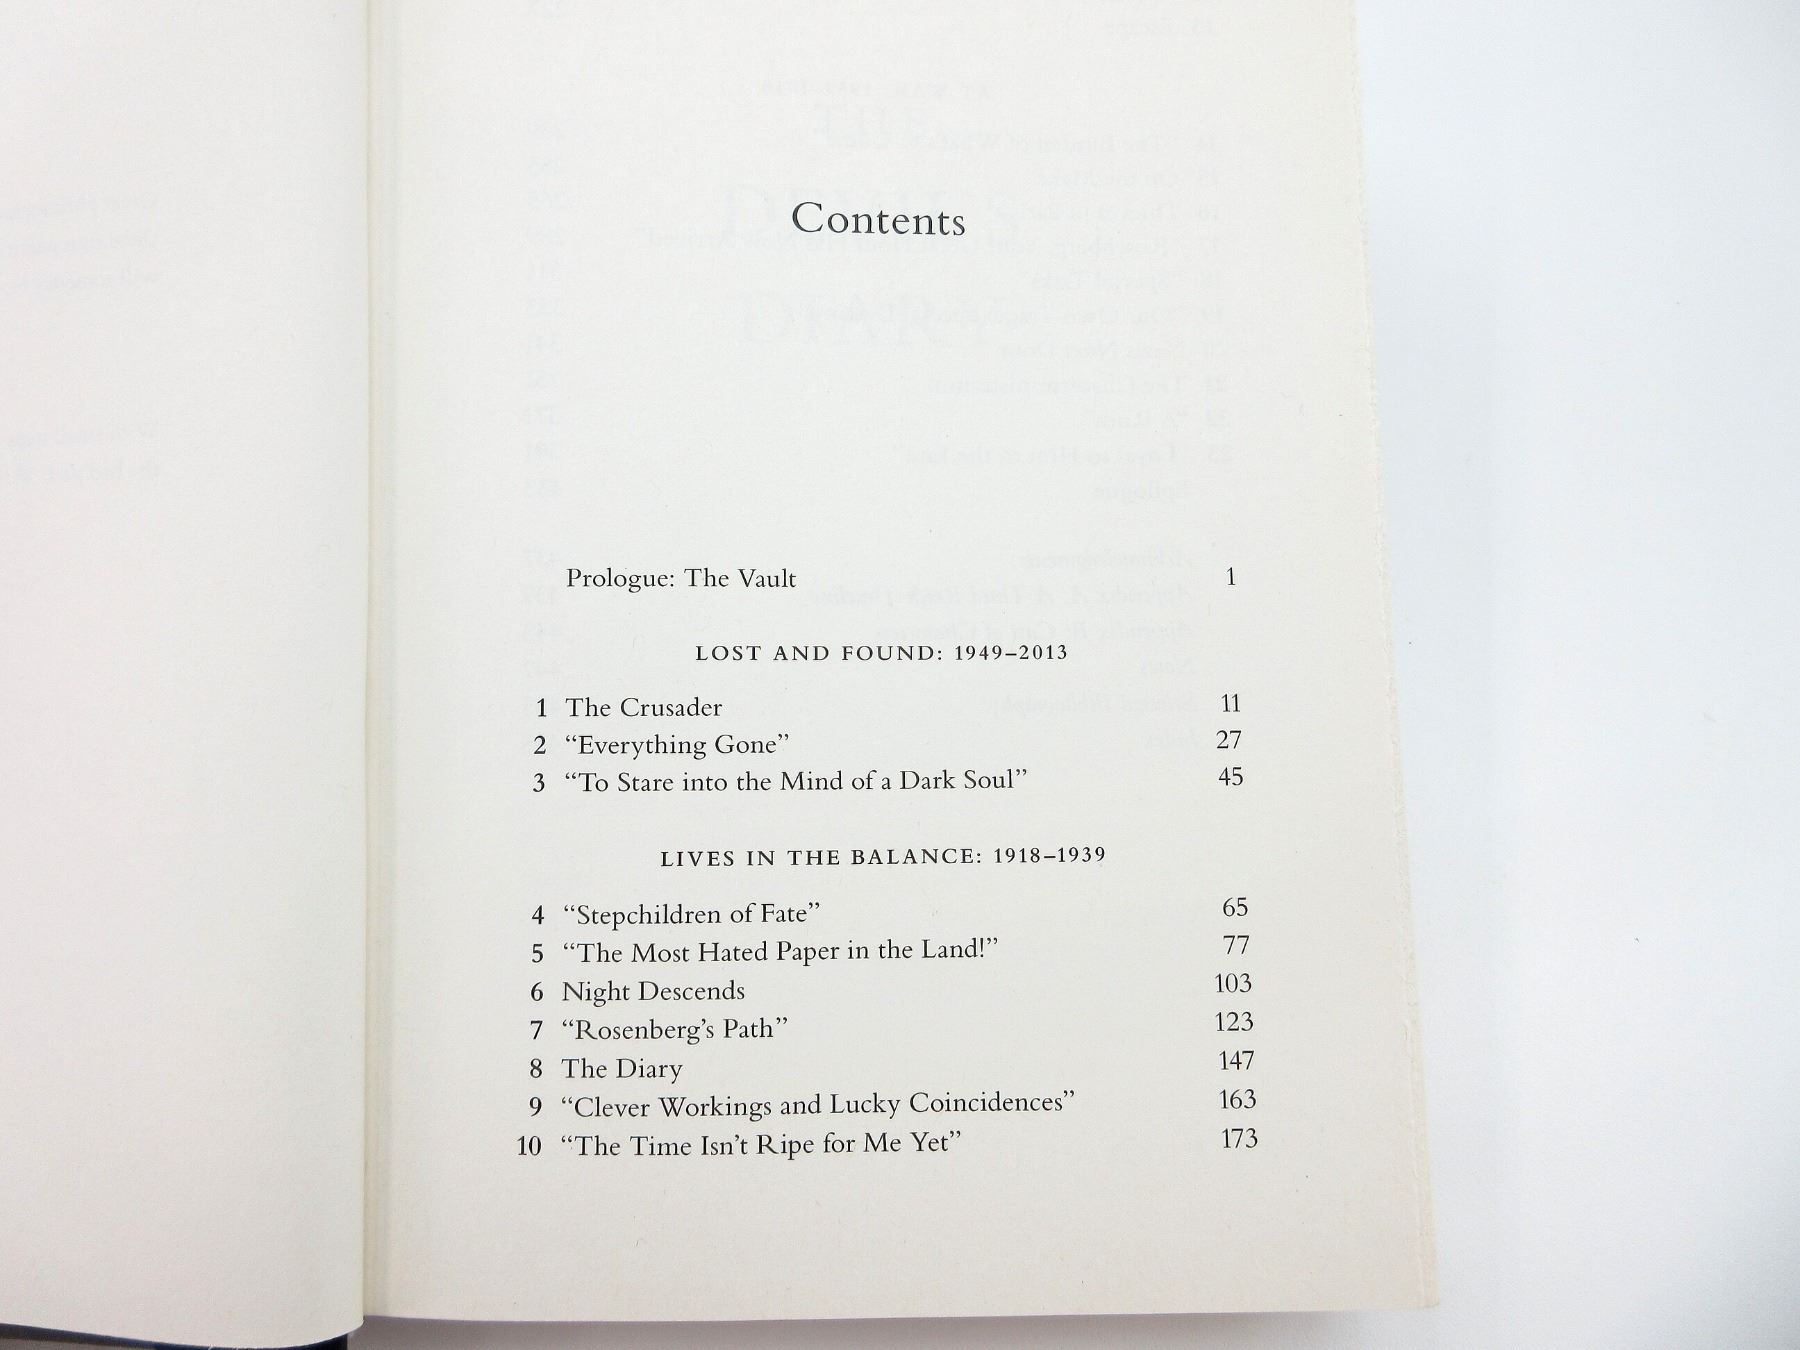 Contents
Prologue: The Vault 1
LOST AND FOUND: 1949–2013
1 The Crusader 11
2 “Everything Gone” 27
3 “To Stare into the Mind of a Dark Soul” 45
LIVES IN THE BALANCE: 1918–1939
4 “Stepchildren of Fate” 65
5 “The Most Hated Paper in the Land!” 77
6 Night Descends 103
7 “Rosenberg’s Path” 123
8 The Diary 147
9 “Clever Workings and Lucky Coincidences” 163
10 “The Time Isn’t Ripe for Me Yet” 173